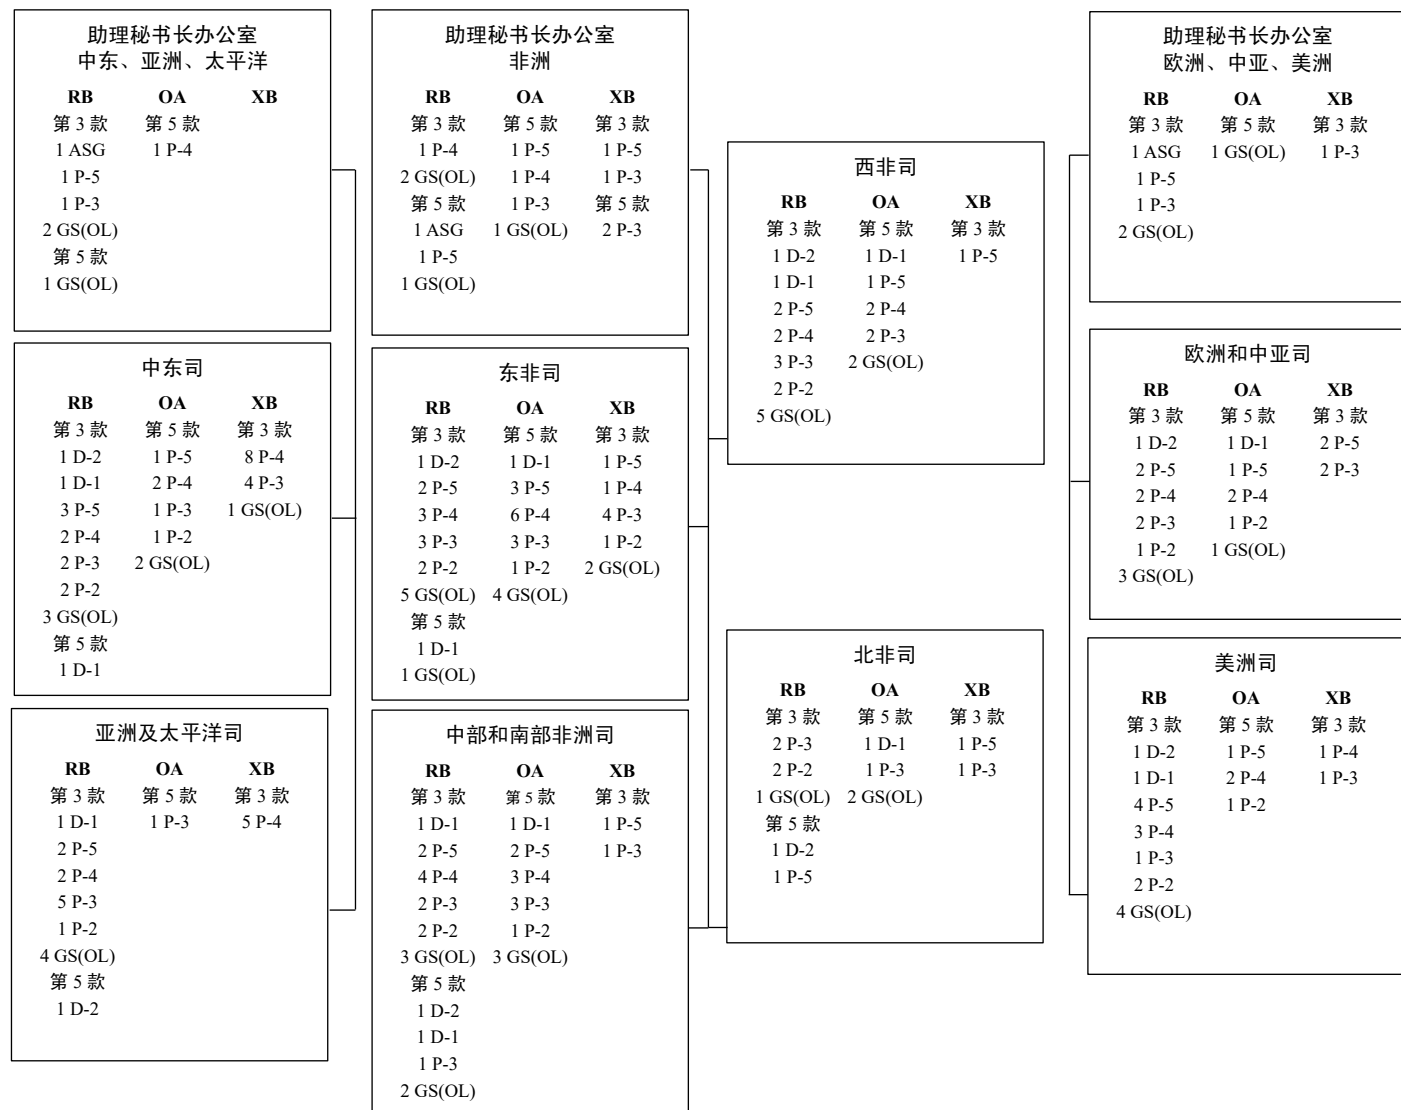 助理秘书长办公室
中东、亚洲、太平洋
RB OA XB
第 3 款 第 5 款
1 ASG 1 P-4
1 P-5
1 P-3
2 GS(OL)
第 5 款
1 GS(OL)
中东司
RB OA XB
第 3 款 第 5 款 第 3 款
1 D-2 1 P-5 8 P-4
1 D-1 2 P-4 4 P-3
3 P-5 1 P-3 1 GS(OL)
2 P-4 1 P-2
2 P-3 2 GS(OL)
2 P-2
3 GS(OL)
第 5 款
1 D-1
亚洲及太平洋司
RB OA XB
第 3 款 第 5 款 第 3 款
1 D-1 1 P-3 5 P-4
2 P-5
2 P-4
5 P-3
1 P-2
4 GS(OL)
第 5 款
1 D-2
助理秘书长办公室
非洲
RB OA XB
第 3 款 第 5 款 第 3 款
1 P-4 1 P-5 1 P-5
2 GS(OL) 1 P-4 1 P-3
第 5 款 1 P-3 第 5 款
1 ASG 1 GS(OL) 2 P-3
1 P-5
1 GS(OL)
东非司
RB OA XB
第 3 款 第 5 款 第 3 款
1 D-2 1 D-1 1 P-5
2 P-5 3 P-5 1 P-4
3 P-4 6 P-4 4 P-3
3 P-3 3 P-3 1 P-2
2 P-2 1 P-2 2 GS(OL)
5 GS(OL) 4 GS(OL)
第 5 款
1 D-1
1 GS(OL)
中部和南部非洲司
RB OA XB
第 3 款 第 5 款 第 3 款
1 D-1 1 D-1 1 P-5
2 P-5 2 P-5 1 P-3
4 P-4 3 P-4
2 P-3 3 P-3
2 P-2 1 P-2
3 GS(OL) 3 GS(OL)
第 5 款
1 D-2
1 D-1
1 P-3
2 GS(OL)
西非司
RB OA XB
第 3 款 第 5 款 第 3 款
1 D-2 1 D-1 1 P-5
1 D-1 1 P-5
2 P-5 2 P-4
2 P-4 2 P-3
3 P-3 2 GS(OL)
2 P-2
5 GS(OL)
北非司
RB OA XB
第 3 款 第 5 款 第 3 款
2 P-3 1 D-1 1 P-5
2 P-2 1 P-3 1 P-3
1 GS(OL) 2 GS(OL)
第 5 款
1 D-2
1 P-5
助理秘书长办公室
欧洲、中亚、美洲
RB OA XB
第 3 款 第 5 款 第 3 款
1 ASG 1 GS(OL) 1 P-3
1 P-5
1 P-3
2 GS(OL)
欧洲和中亚司
RB OA XB
第 3 款 第 5 款 第 3 款
1 D-2 1 D-1 2 P-5
2 P-5 1 P-5 2 P-3
2 P-4 2 P-4
2 P-3 1 P-2
1 P-2 1 GS(OL)
3 GS(OL)
美洲司
RB OA XB
第 3 款 第 5 款 第 3 款
1 D-2 1 P-5 1 P-4
1 D-1 2 P-4 1 P-3
4 P-5 1 P-2
3 P-4
1 P-3
2 P-2
4 GS(OL)